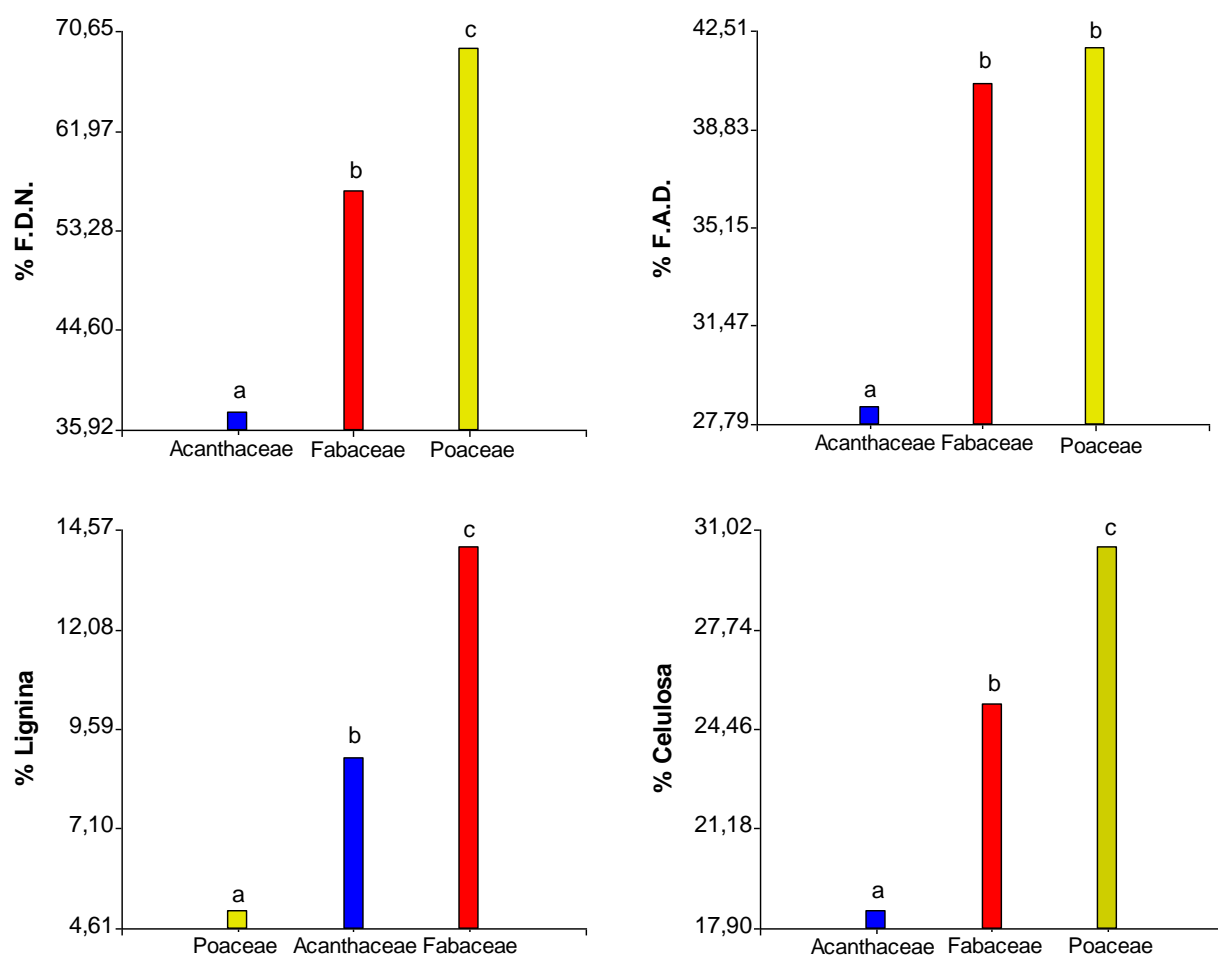 70,65
61,97
53,28
44,60
35,92
% F.D.N.
a
b
c
Acanthaceae Fabaceae Poaceae
42,51
38,83
35,15
31,47
27,79
% F.A.D.
a
b
b
Acanthaceae Fabaceae Poaceae
14,57
12,08
9,59
7,10
4,61
% Lignina
a
b
c
Poaceae Acanthaceae Fabaceae
31,02
27,74
24,46
21,18
17,90
% Celulosa
a
b
c
Acanthaceae Fabaceae Poaceae